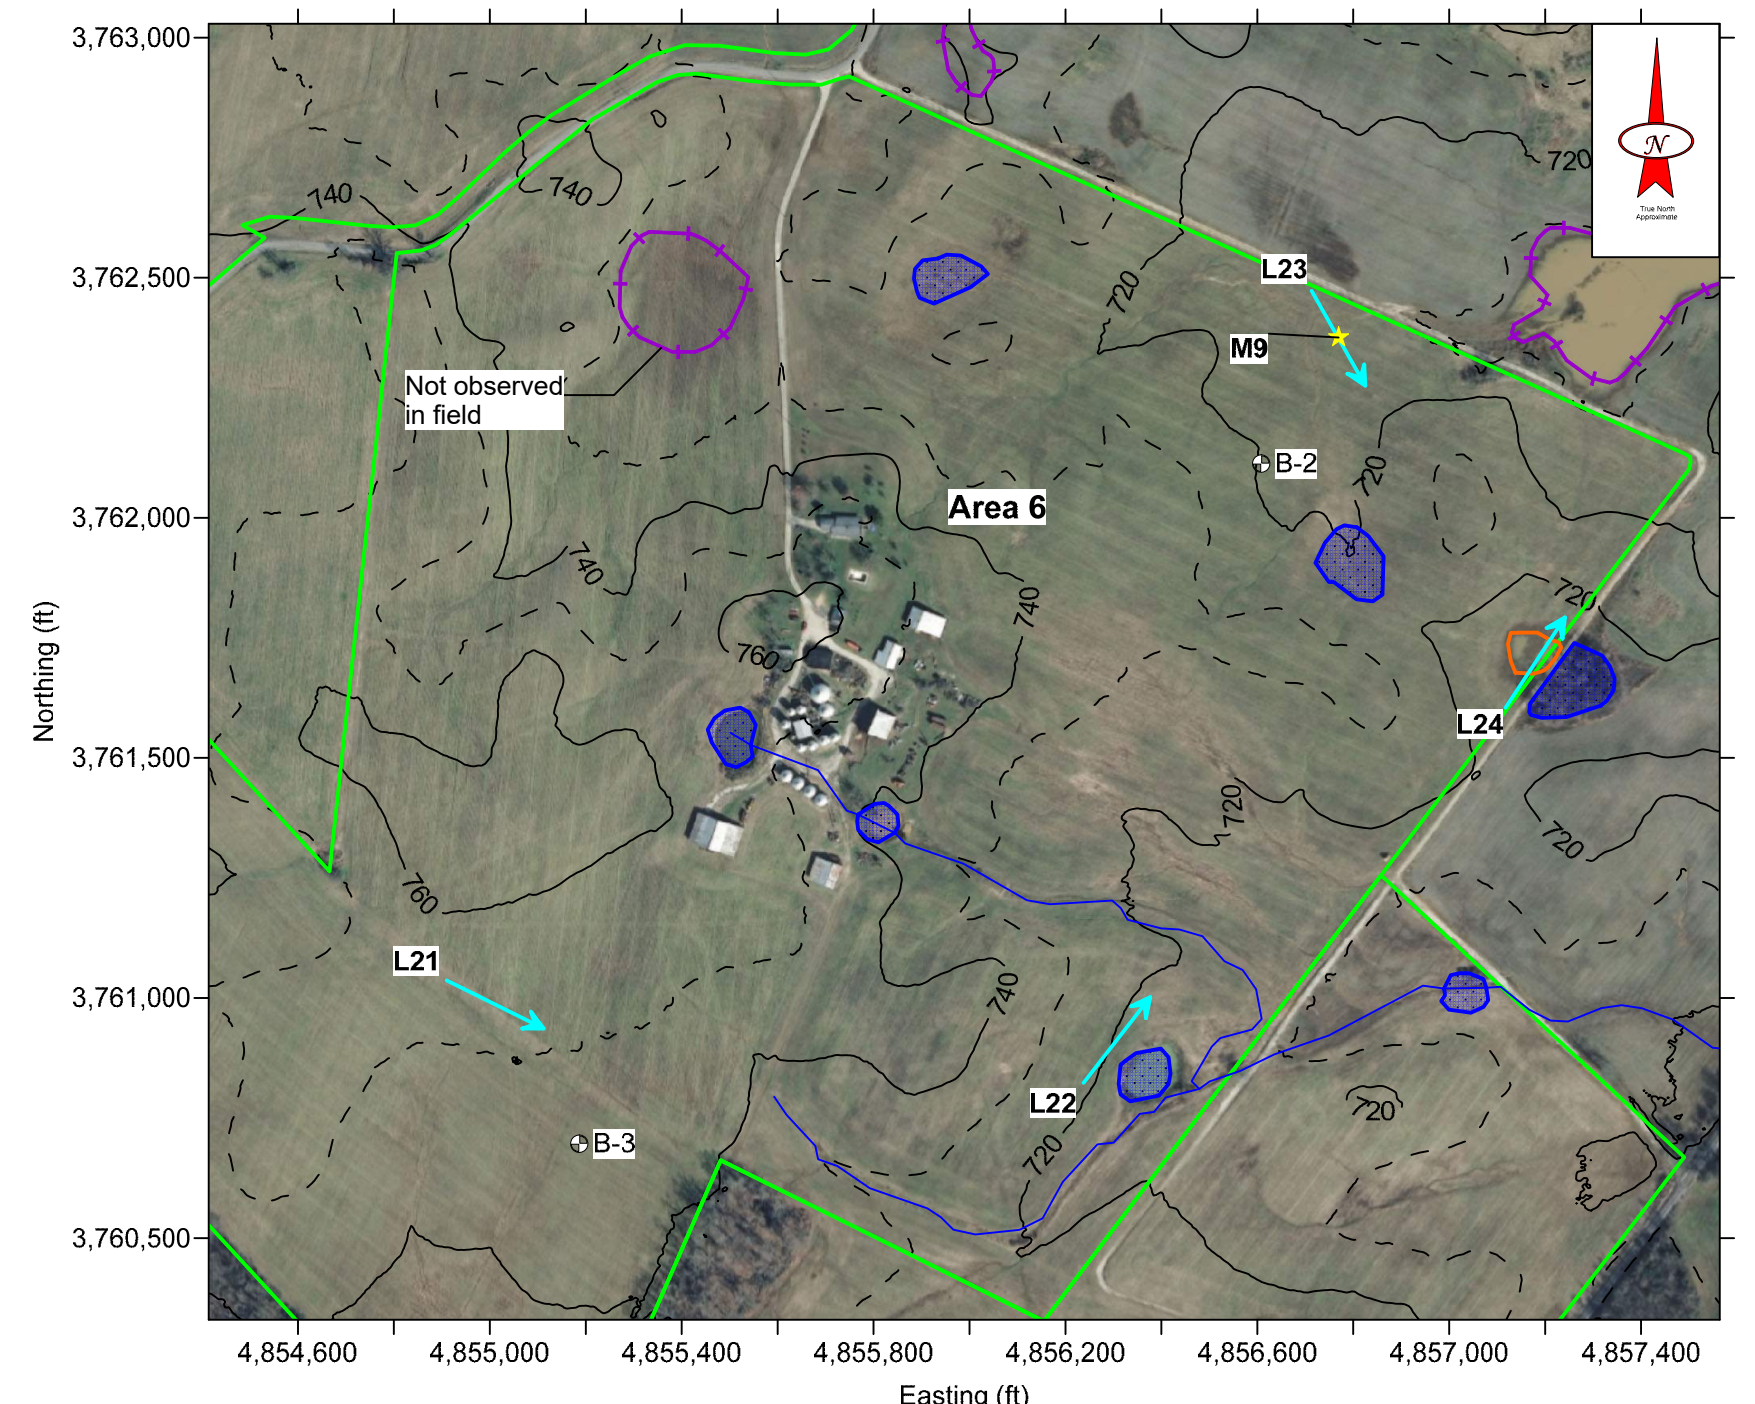 3,763,000
720
N
740
740
True North
Approximate
L23
3,762,500
720
M9
Not observed
in field
B-2
720
Area 6
3,762,000
740
720
740
760
Northing (ft)
L24
3,761,500
720
720
760
L21
740
3,761,000
L22
720
B-3
720
3,760,500
4,854,600
4,855,000
4,855,400
4,855,800
4,856,200
4,856,600
4,857,000
4,857,400
Easting (ft)